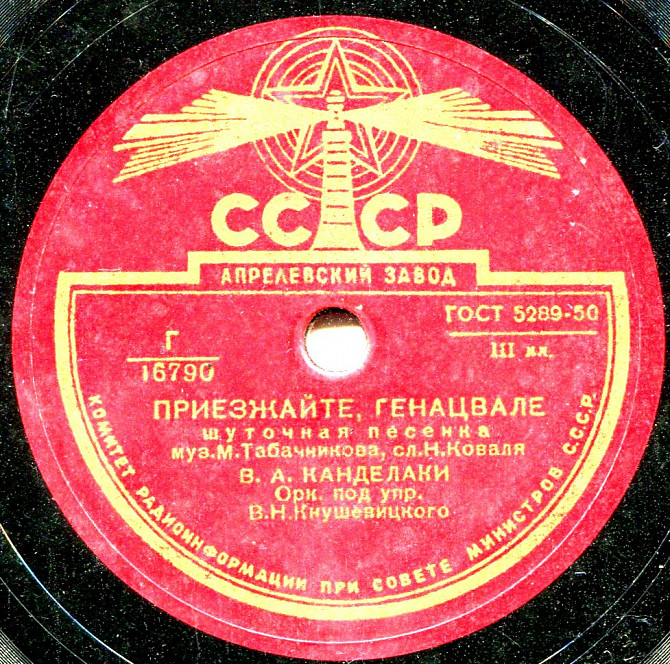 СССР
АПРЕЛЕВСКИЙ ЗАВОД
ГОСТ 5289-50
Г
16790
III кл.
ПРИЕЗЖАЙТЕ, ГЕНАЦВАЛЕ
шуточная песенка
муз.М.Табачникова, сл.Н.Коваля
В. А. КАНДЕЛАКИ
Орк. под упр.
В.Н.Кнушевицкого
КОМИТЕТ РАДИОИНФОРМАЦИИ ПРИ СОВЕТЕ МИНИСТРОВ С.С.С.Р.